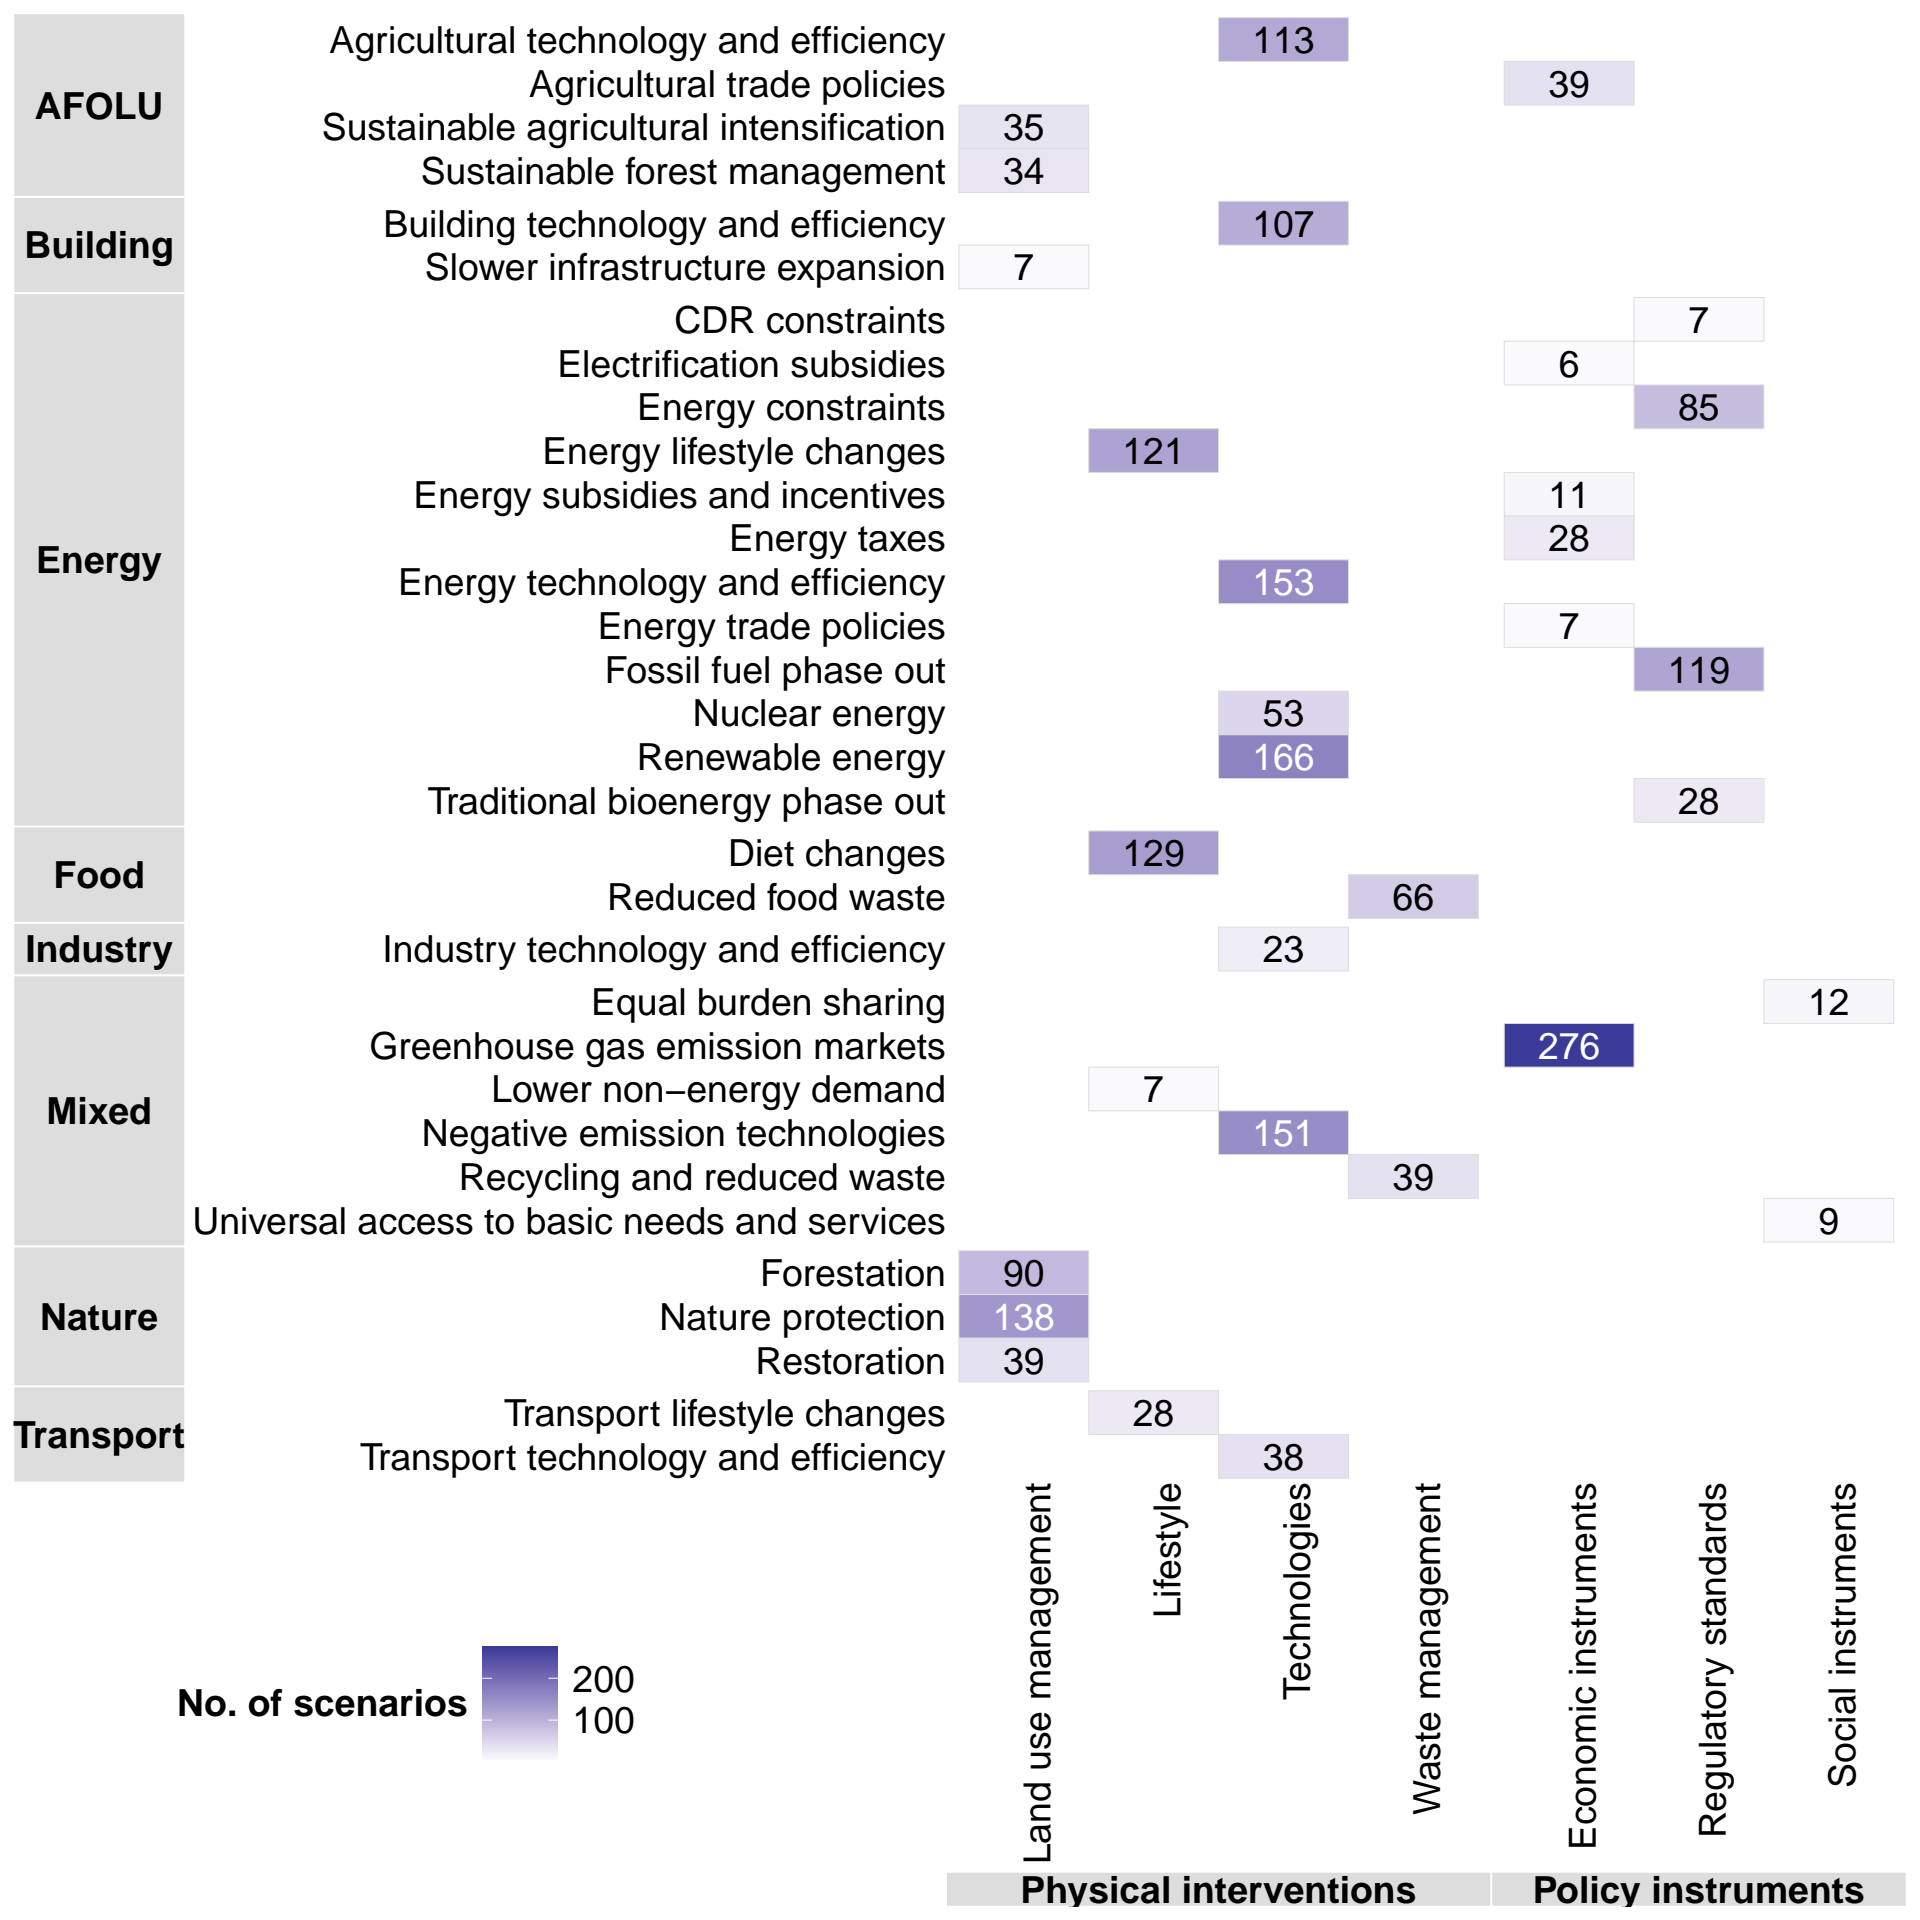 AFOLU
Agricultural technology and efficiency 113
Agricultural trade policies 39
Sustainable agricultural intensification 35
Sustainable forest management 34
Building
Building technology and efficiency 107
Slower infrastructure expansion 7
Energy
CDR constraints 7
Electrification subsidies 6
Energy constraints 85
Energy lifestyle changes 121
Energy subsidies and incentives 11
Energy taxes 28
Energy technology and efficiency 153
Energy trade policies 7
Fossil fuel phase out 119
Nuclear energy 53
Renewable energy 166
Traditional bioenergy phase out 28
Food
Diet changes 129
Reduced food waste 66
Industry
Industry technology and efficiency 23
Mixed
Equal burden sharing 12
Greenhouse gas emission markets 276
Lower non−energy demand 7
Negative emission technologies 151
Recycling and reduced waste 39
Universal access to basic needs and services 9
Nature
Forestation 90
Nature protection 138
Restoration 39
Transport
Transport lifestyle changes 28
Transport technology and efficiency 38
Land use management
Lifestyle
Technologies
Waste management
Economic instruments
Regulatory standards
Social instruments
Physical interventions
Policy instruments
No. of scenarios
200
100